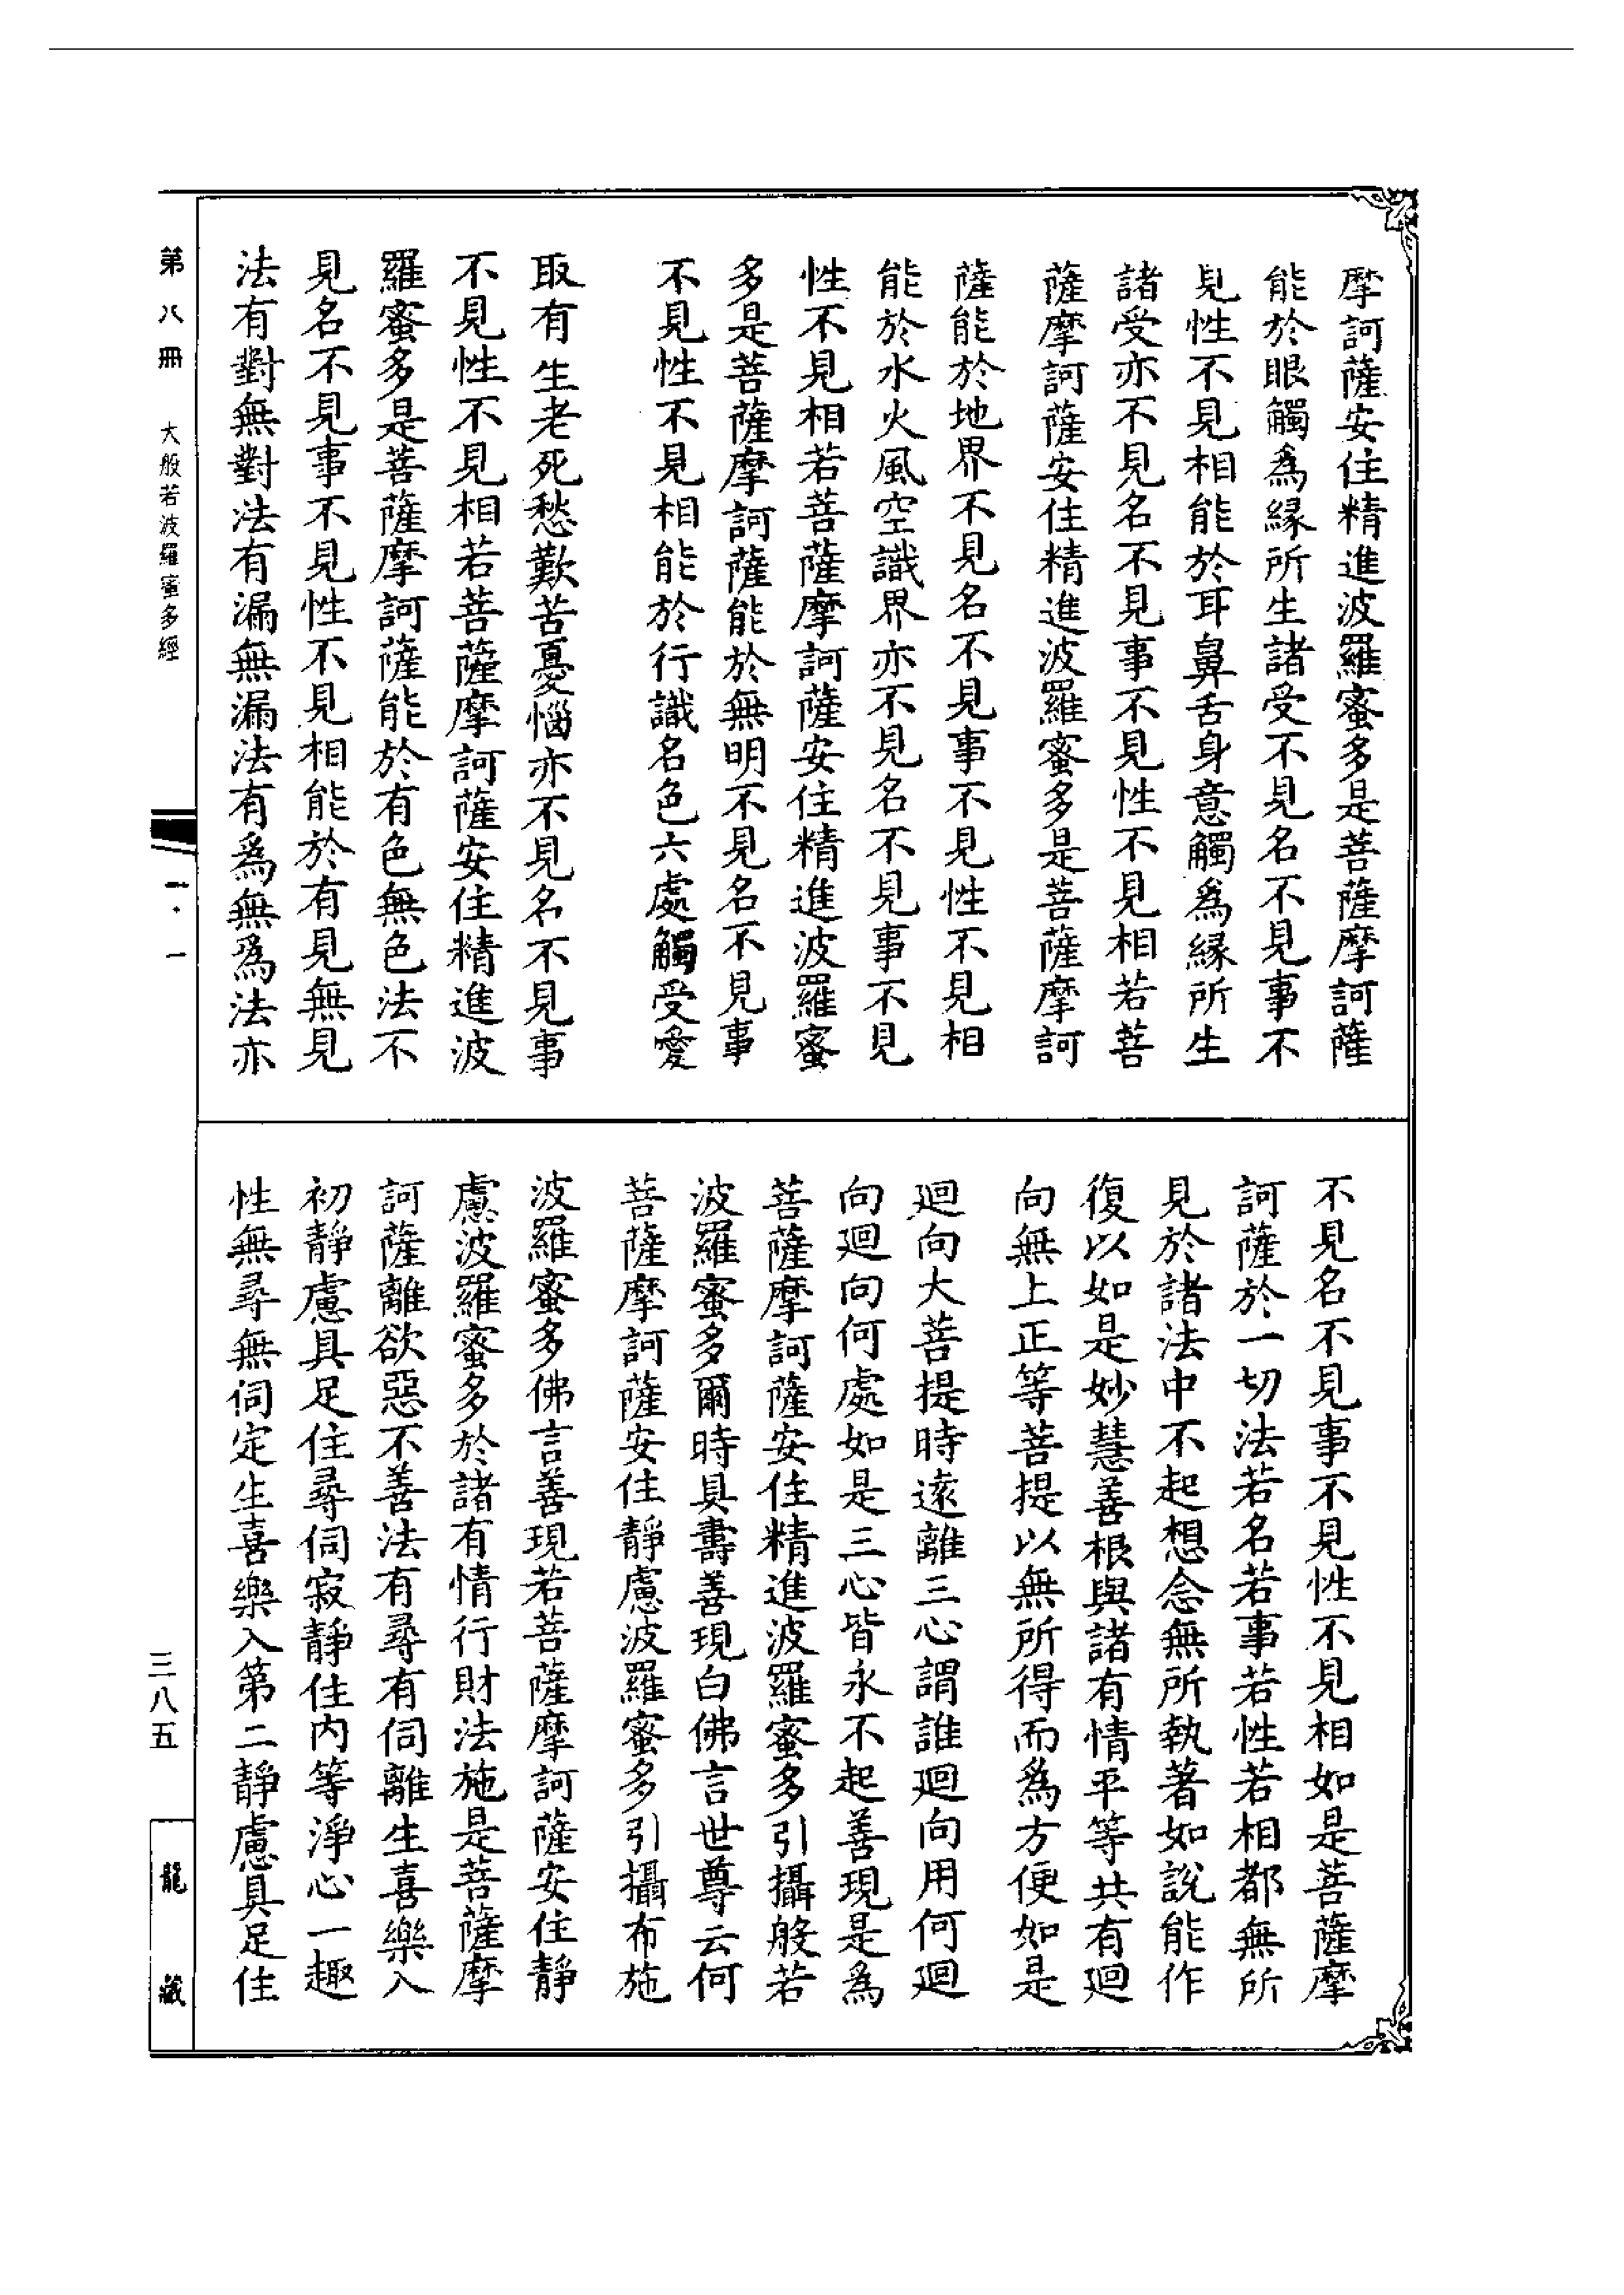 摩訶薩安住精進波羅蜜多是菩薩摩訶薩
能於眼觸爲緣所生諸受不見名不見事不
見性不見相能於耳鼻舌身意觸爲緣所生
諸受亦不見名不見事不見性不見相若菩
薩摩訶薩安住精進波羅蜜多是菩薩摩訶
薩能於地界不見名不見事不見性不見相
能於水火風空識界亦不見名不見事不見
性不見相若菩薩摩訶薩安住精進波羅蜜
多是菩薩摩訶薩能於無明不見名不見事
不見性不見相能於行識名色六處觸受愛
取有生老死愁歎苦憂惱亦不見名不見事
不見性不見相若菩薩摩訶薩安住精進波
羅蜜多是菩薩摩訶薩能於有色無色法不
見名不見事不見性不見相能於有見無見
法有對無對法有漏無漏法有爲無爲法亦
不見名不見事不見性不見相如是菩薩摩
訶薩於一切法若名若事若性若相都無所
見於諸法中不起想念無所執著如說能作
復以如是妙慧善根與諸有情平等共有迴
向無上正等菩提以無所得而爲方便如是
迴向大菩提時遠離三心謂誰迴向用何迴
向迴向何處如是三心皆永不起善現是爲
菩薩摩訶薩安住精進波羅蜜多引攝般若
波羅蜜多爾時具壽善現白佛言世尊云何
菩薩摩訶薩安住靜慮波羅蜜多引攝布施
波羅蜜多佛言善現若菩薩摩訶薩安住靜
慮波羅蜜多於諸有情行財法施是菩薩摩
訶薩離欲惡不善法有尋有伺離生喜樂入
初靜慮具足住尋伺寂靜住內等淨心一趣
性無尋無伺定生喜樂入第二靜慮具足住
第八冊 大般若波羅蜜多經
三八五
龍藏